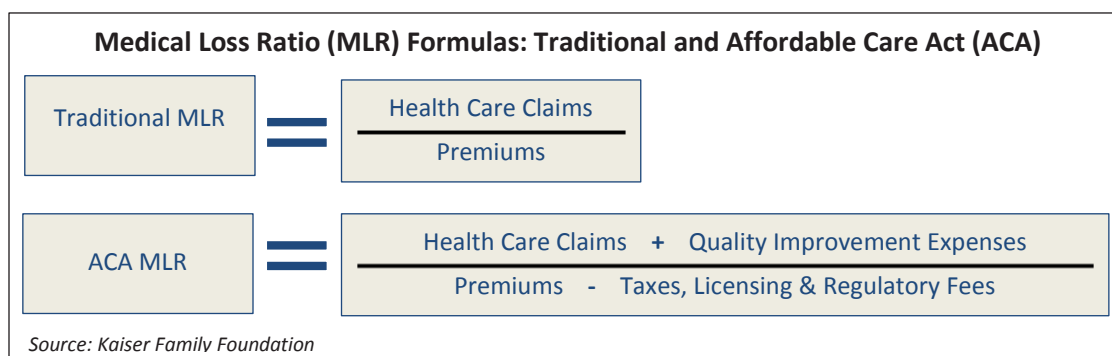 Medical Loss Ratio (MLR) Formulas: Traditional and Affordable Care Act (ACA)
Traditional MLR = Health Care Claims
Premiums
ACA MLR = Health Care Claims + Quality Improvement Expenses
Premiums - Taxes, Licensing & Regulatory Fees
Source: Kaiser Family Foundation